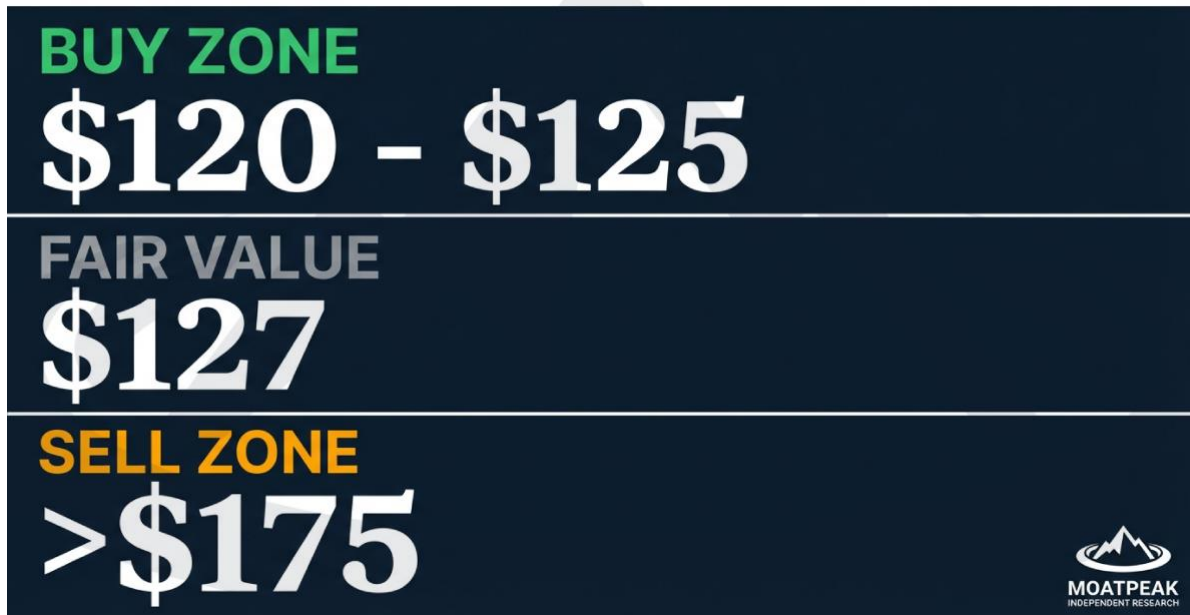 BUY ZONE
$120 - $125
FAIR VALUE
$127
SELL ZONE
>$175
MOATPEAK
INDEPENDENT RESEARCH